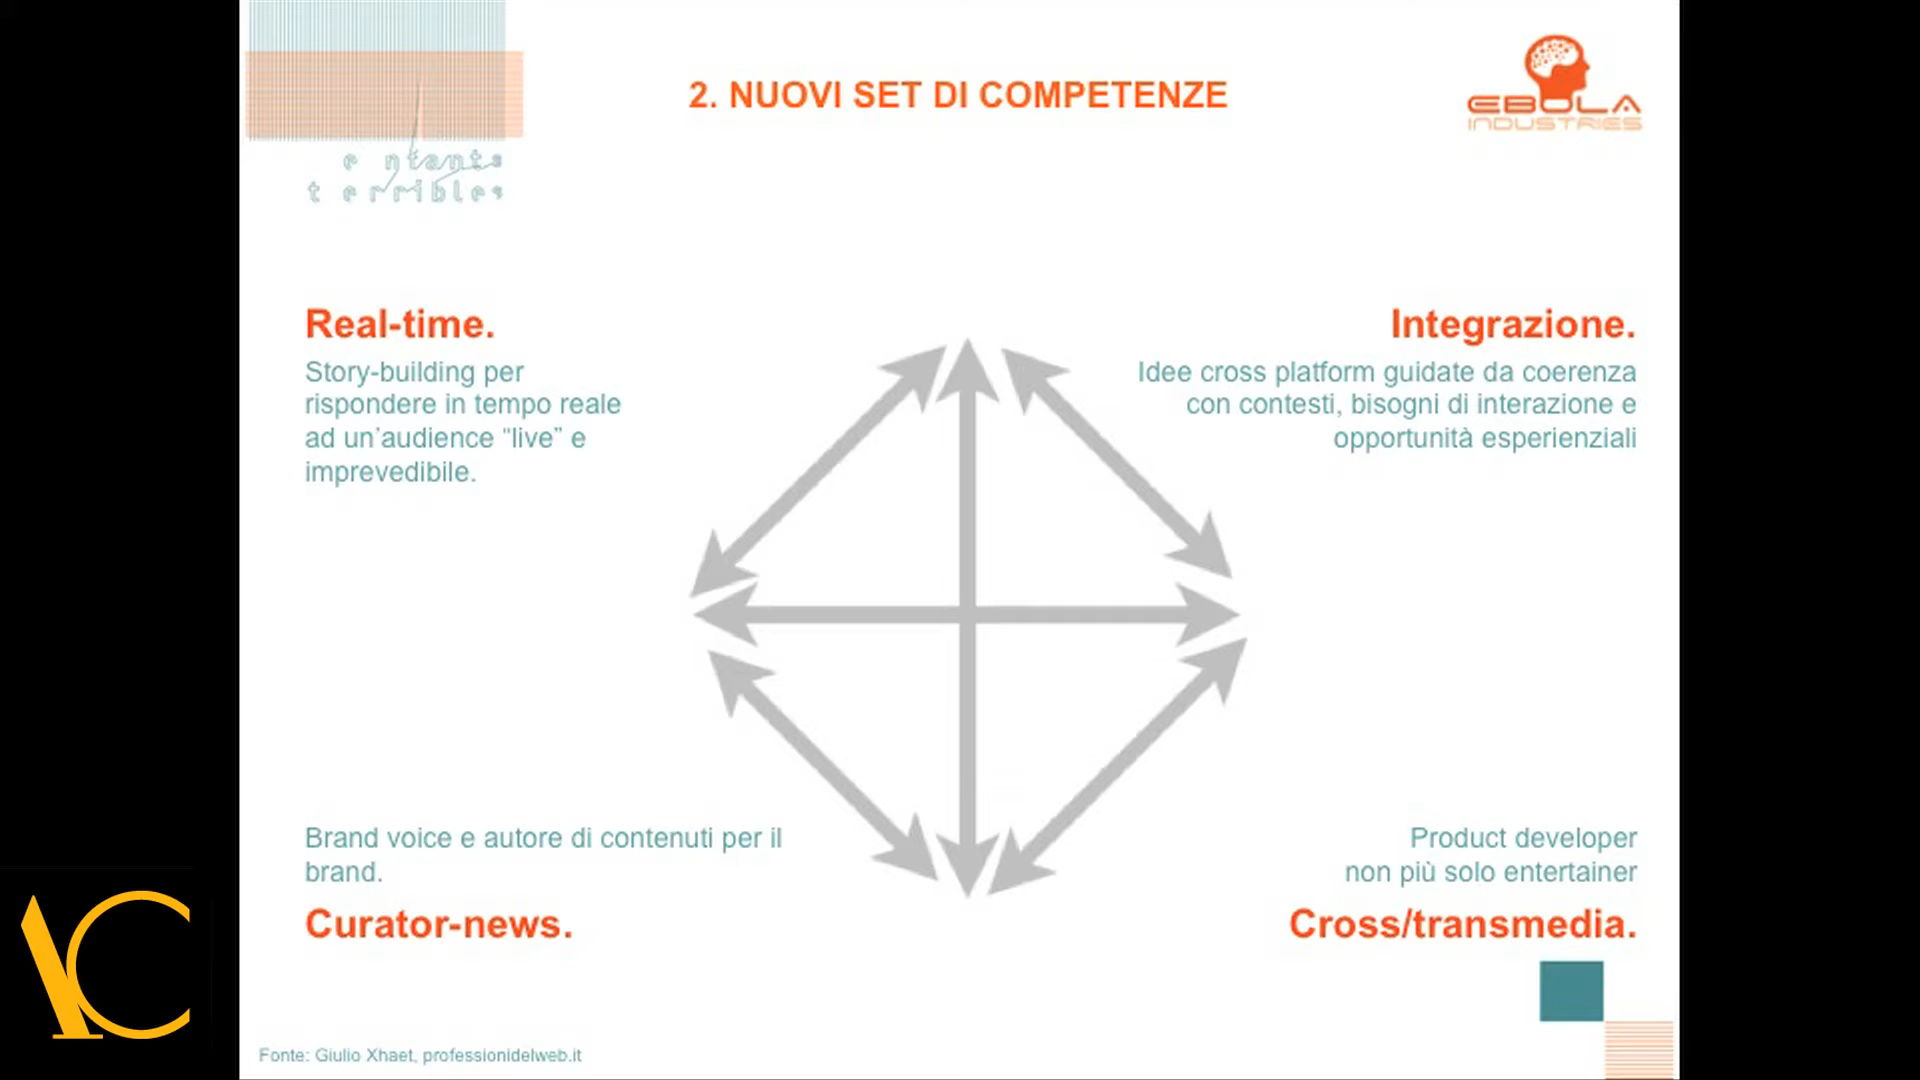 2. NUOVI SET DI COMPETENZE
EBOLA
INDUSTRIES
enfants
terribles
Real-time.
Story-building per
rispondere in tempo reale
ad un’audience “live” e
imprevedibile.
Integrazione.
Idee cross platform guidate da coerenza
con contesti, bisogni di interazione e
opportunità esperienziali
Brand voice e autore di contenuti per il
brand.
Curator-news.
Product developer
non più solo entertainer
Cross/transmedia.
Fonte: Giulio Xhaet, professionidelweb.it
AC